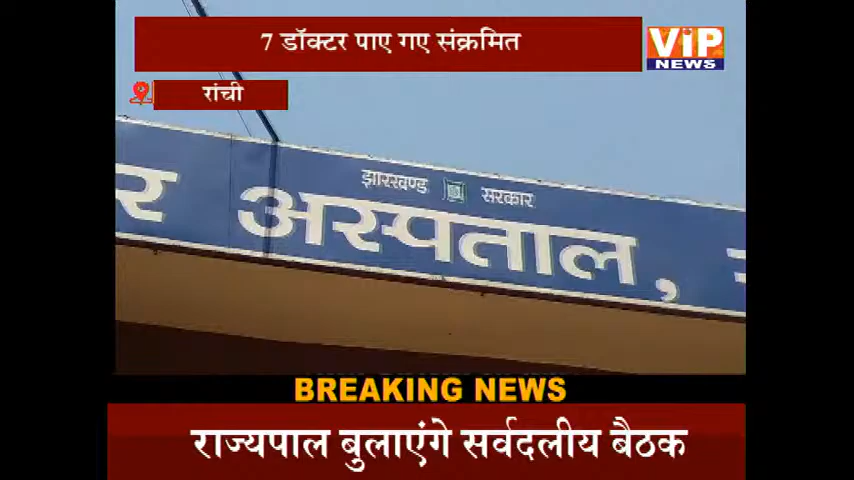 7 डॉक्टर पाए गए संक्रमित
ViP
NEWS
रांची
झारखण्ड सरकार
र अस्पताल,
BREAKING NEWS
राज्यपाल बुलाएंगे सर्वदलीय बैठक